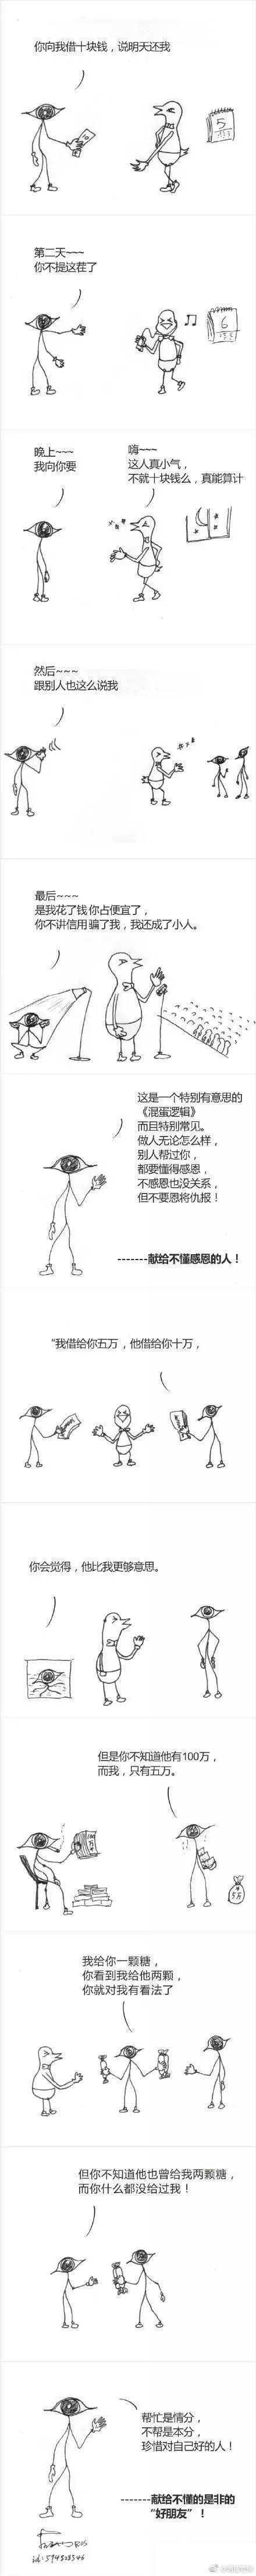 你向我借十块钱，说明天还我
5
第二天~~~
你不提这茬了
6
晚上~~~
我向你要
嗨~~~
这人真小气，
不就十块钱么，真能算计
然后~~~
跟别人也这么说我
最后~~~
是我花了钱你占便宜了，
你不讲信用骗了我，我还成了小人。
这是一个特别有意思的
《混蛋逻辑》
而且特别常见。
做人无论怎么样，
别人帮过你，
都要懂得感恩，
不感恩也没关系，
但不要恩将仇报！
-------献给不懂感恩的人！
“我借给你五万，他借给你十万，
你会觉得，他比我更够意思。
但是你不知道他有100万，
而我，只有五万。
我给你一颗糖，
你看到我给他两颗，
你就对我有看法了
但你不知道他也曾给我两颗糖，
而你什么都没给过我！
帮忙是情分，
不帮是本分，
珍惜对自己好的人！
-------献给不懂的是非的
“好朋友”！